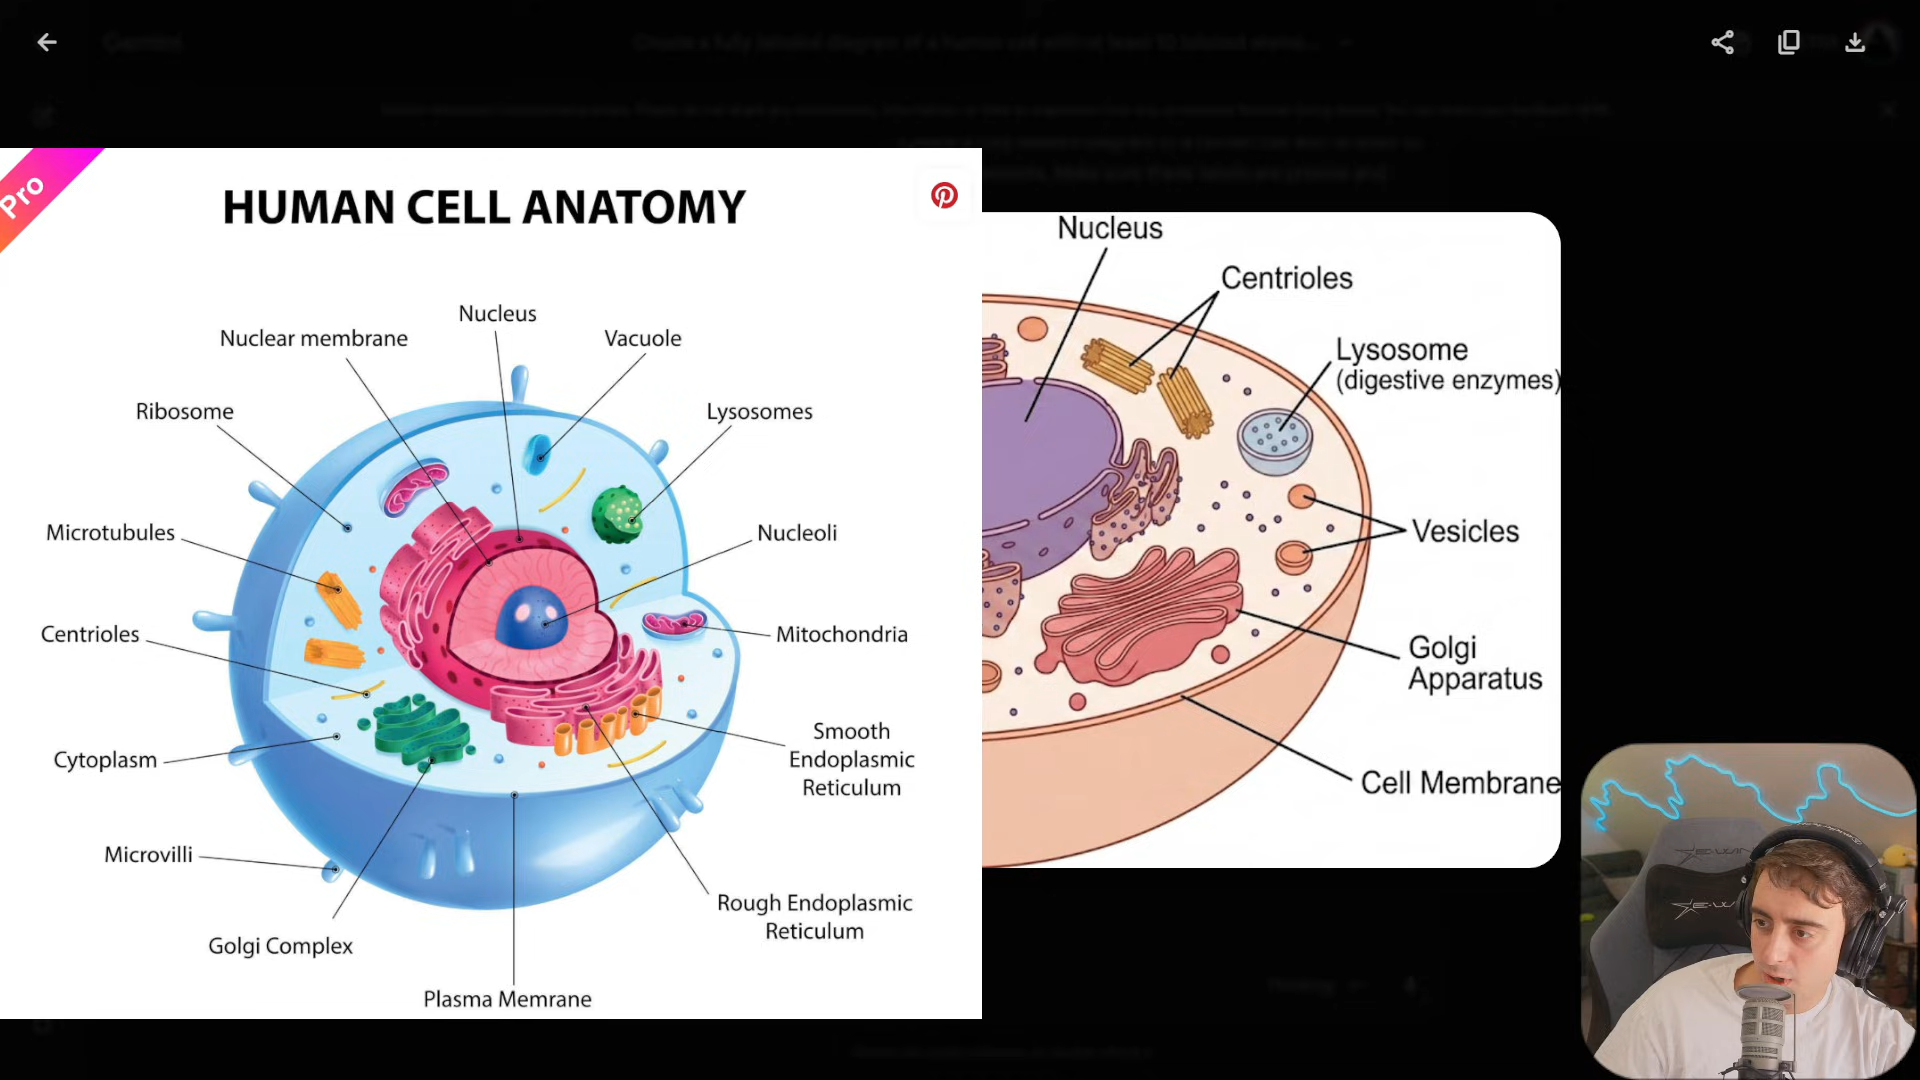 Pro
HUMAN CELL ANATOMY
Nucleus
Nuclear membrane
Vacuole
Ribosome
Lysosomes
Microtubules
Nucleoli
Centrioles
Mitochondria
Smooth
Endoplasmic
Reticulum
Cytoplasm
Microvilli
Rough Endoplasmic
Reticulum
Golgi Complex
Plasma Memrane
Nucleus
Centrioles
Lysosome
(digestive enzymes)
Vesicles
Golgi
Apparatus
Cell Membrane